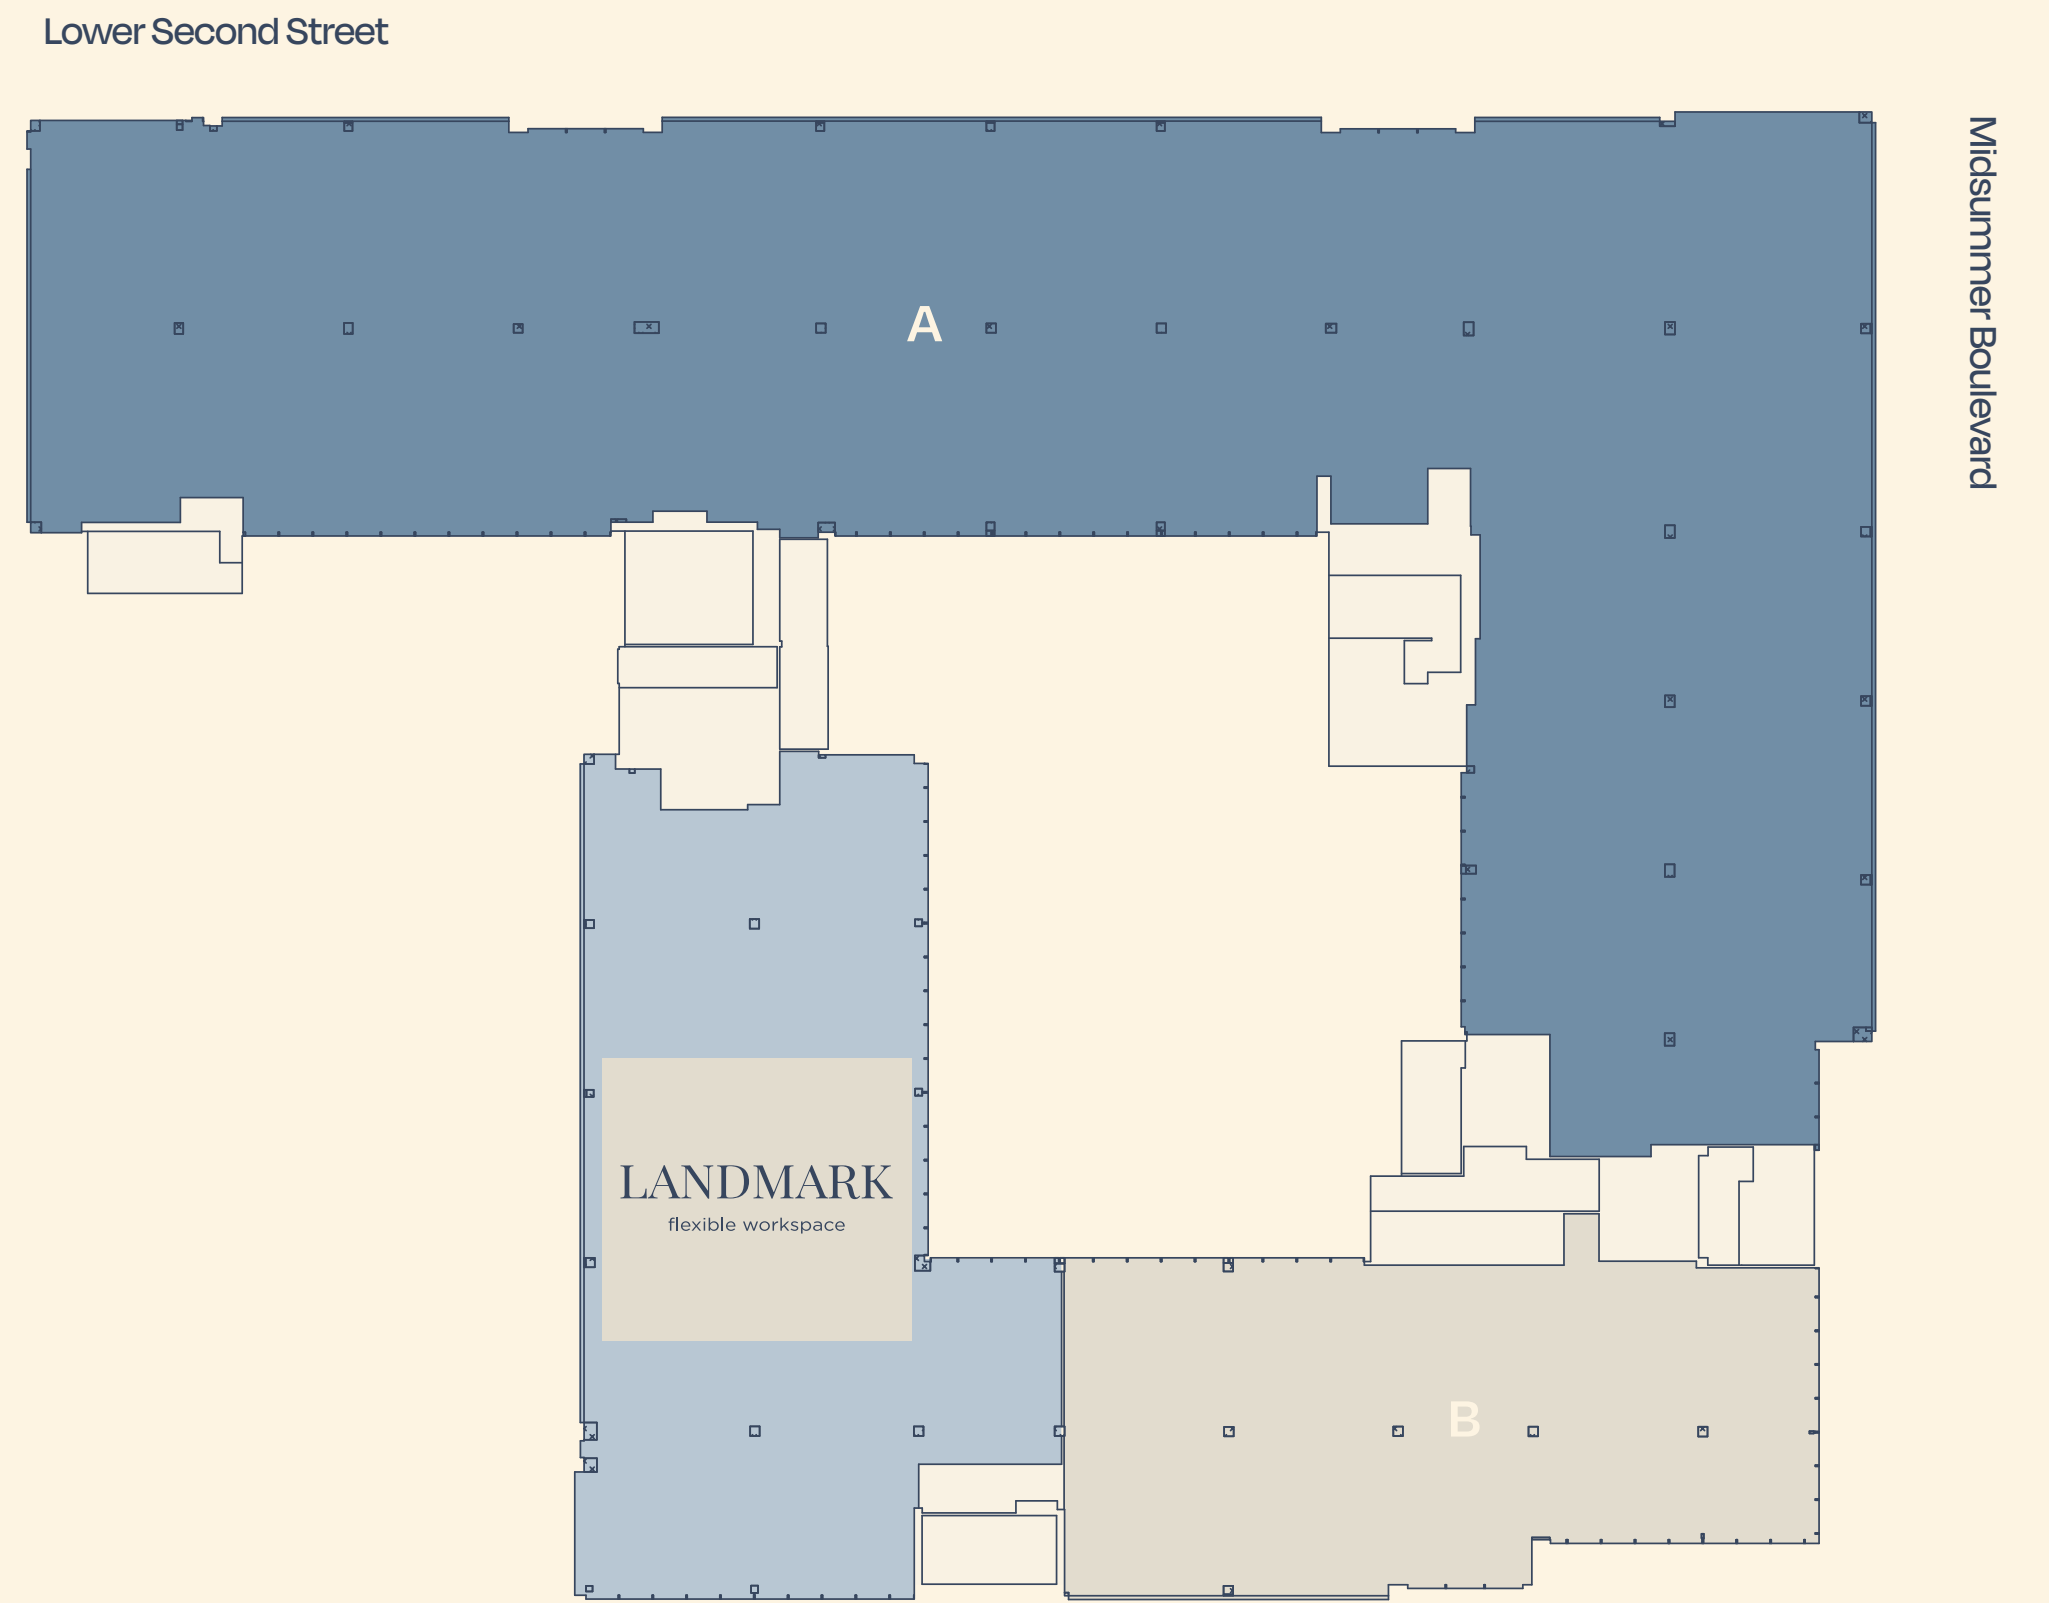 Lower Second Street
Midsummer Boulevard
A
LANDMARK
flexible workspace
B